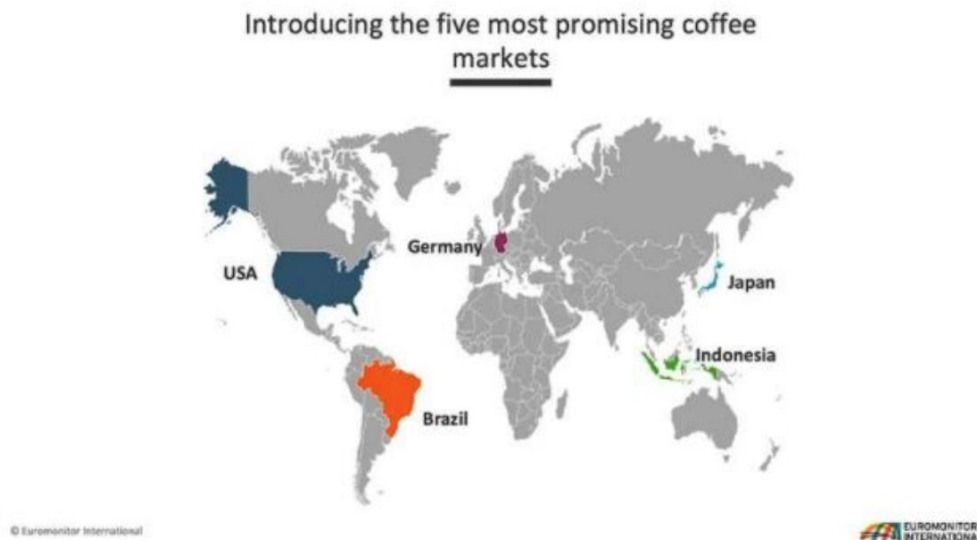 Introducing the five most promising coffee
markets
Germany
USA
Japan
Indonesia
Brazil
© Euromonitor International
EUROMONITOR
INTERNATIONAL